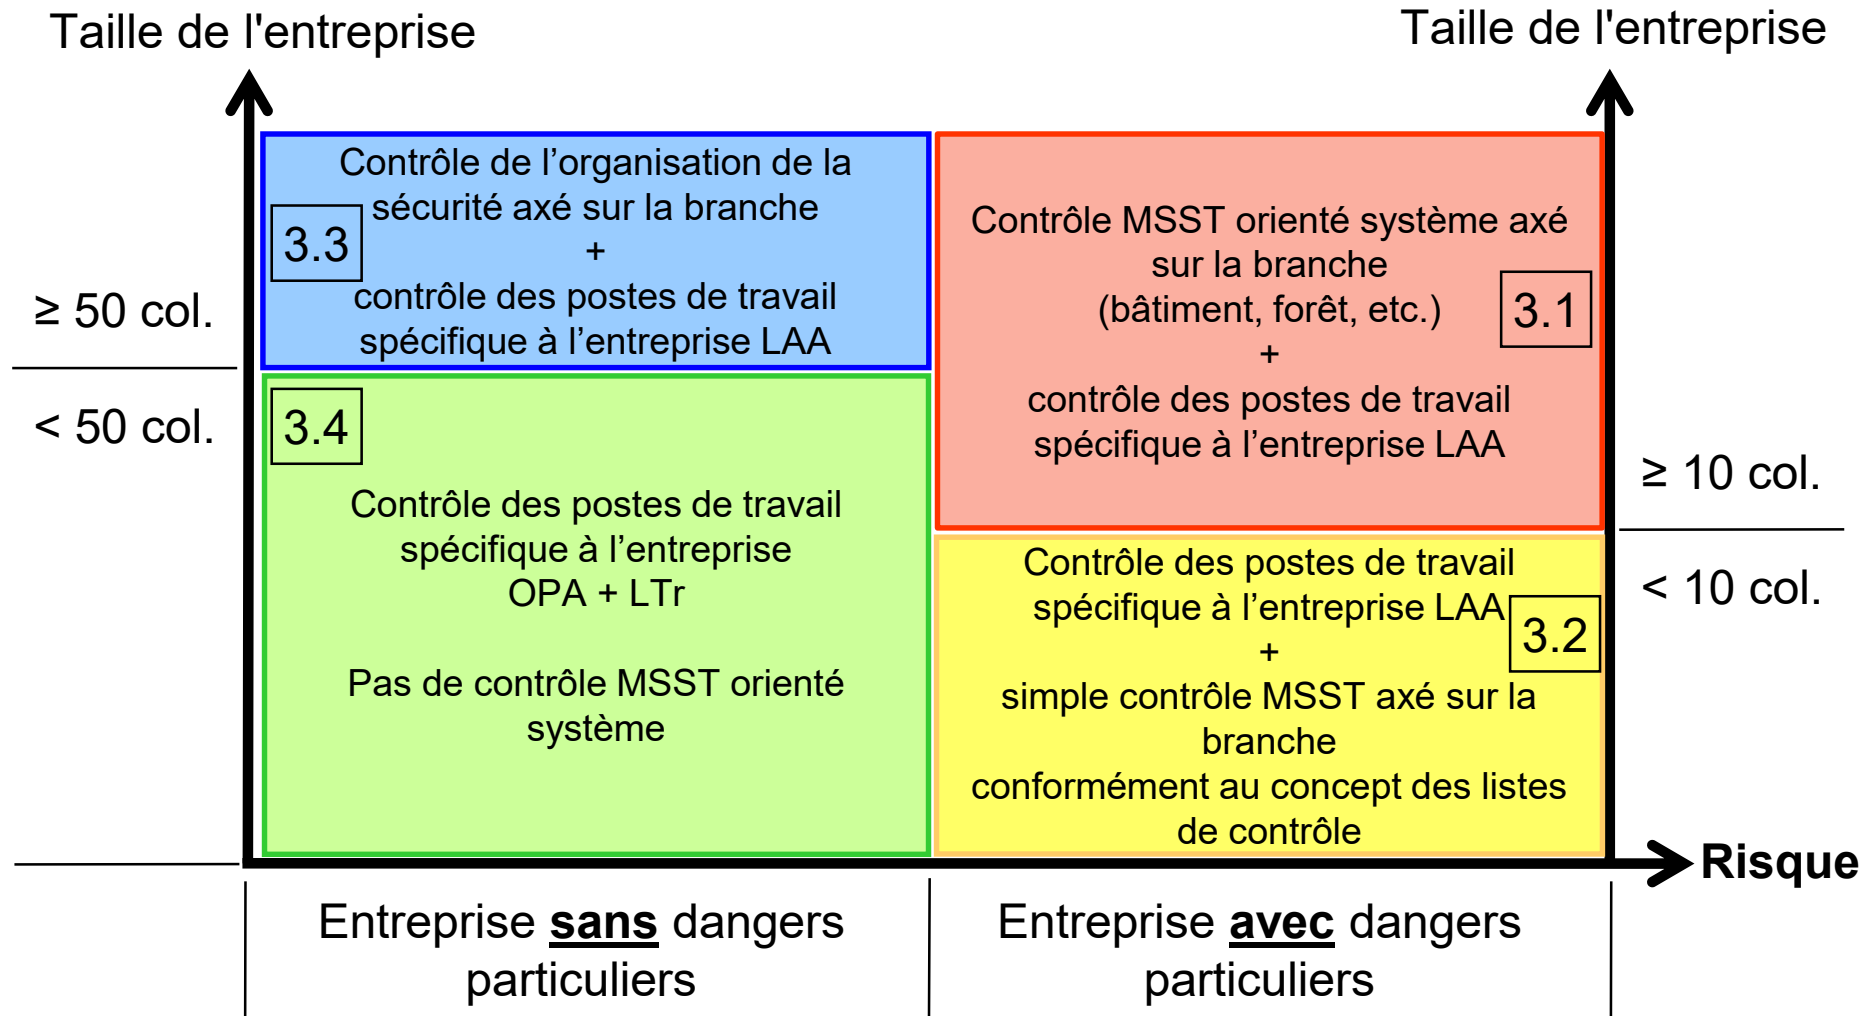 Taille de l'entreprise
Taille de l'entreprise
Contrôle de l’organisation de la
sécurité axé sur la branche
+
contrôle des postes de travail
spécifique à l’entreprise LAA
3.3
Contrôle MSST orienté système axé
sur la branche
(bâtiment, forêt, etc.)
+
contrôle des postes de travail
spécifique à l’entreprise LAA
3.1
≥ 50 col.
< 50 col.
3.4
Contrôle des postes de travail
spécifique à l’entreprise
OPA + LTr
Pas de contrôle MSST orienté
système
≥ 10 col.
< 10 col.
Contrôle des postes de travail
spécifique à l’entreprise LAA
+
simple contrôle MSST axé sur la
branche
conformément au concept des listes
de contrôle
3.2
Risque
Entreprise sans dangers
particuliers
Entreprise avec dangers
particuliers